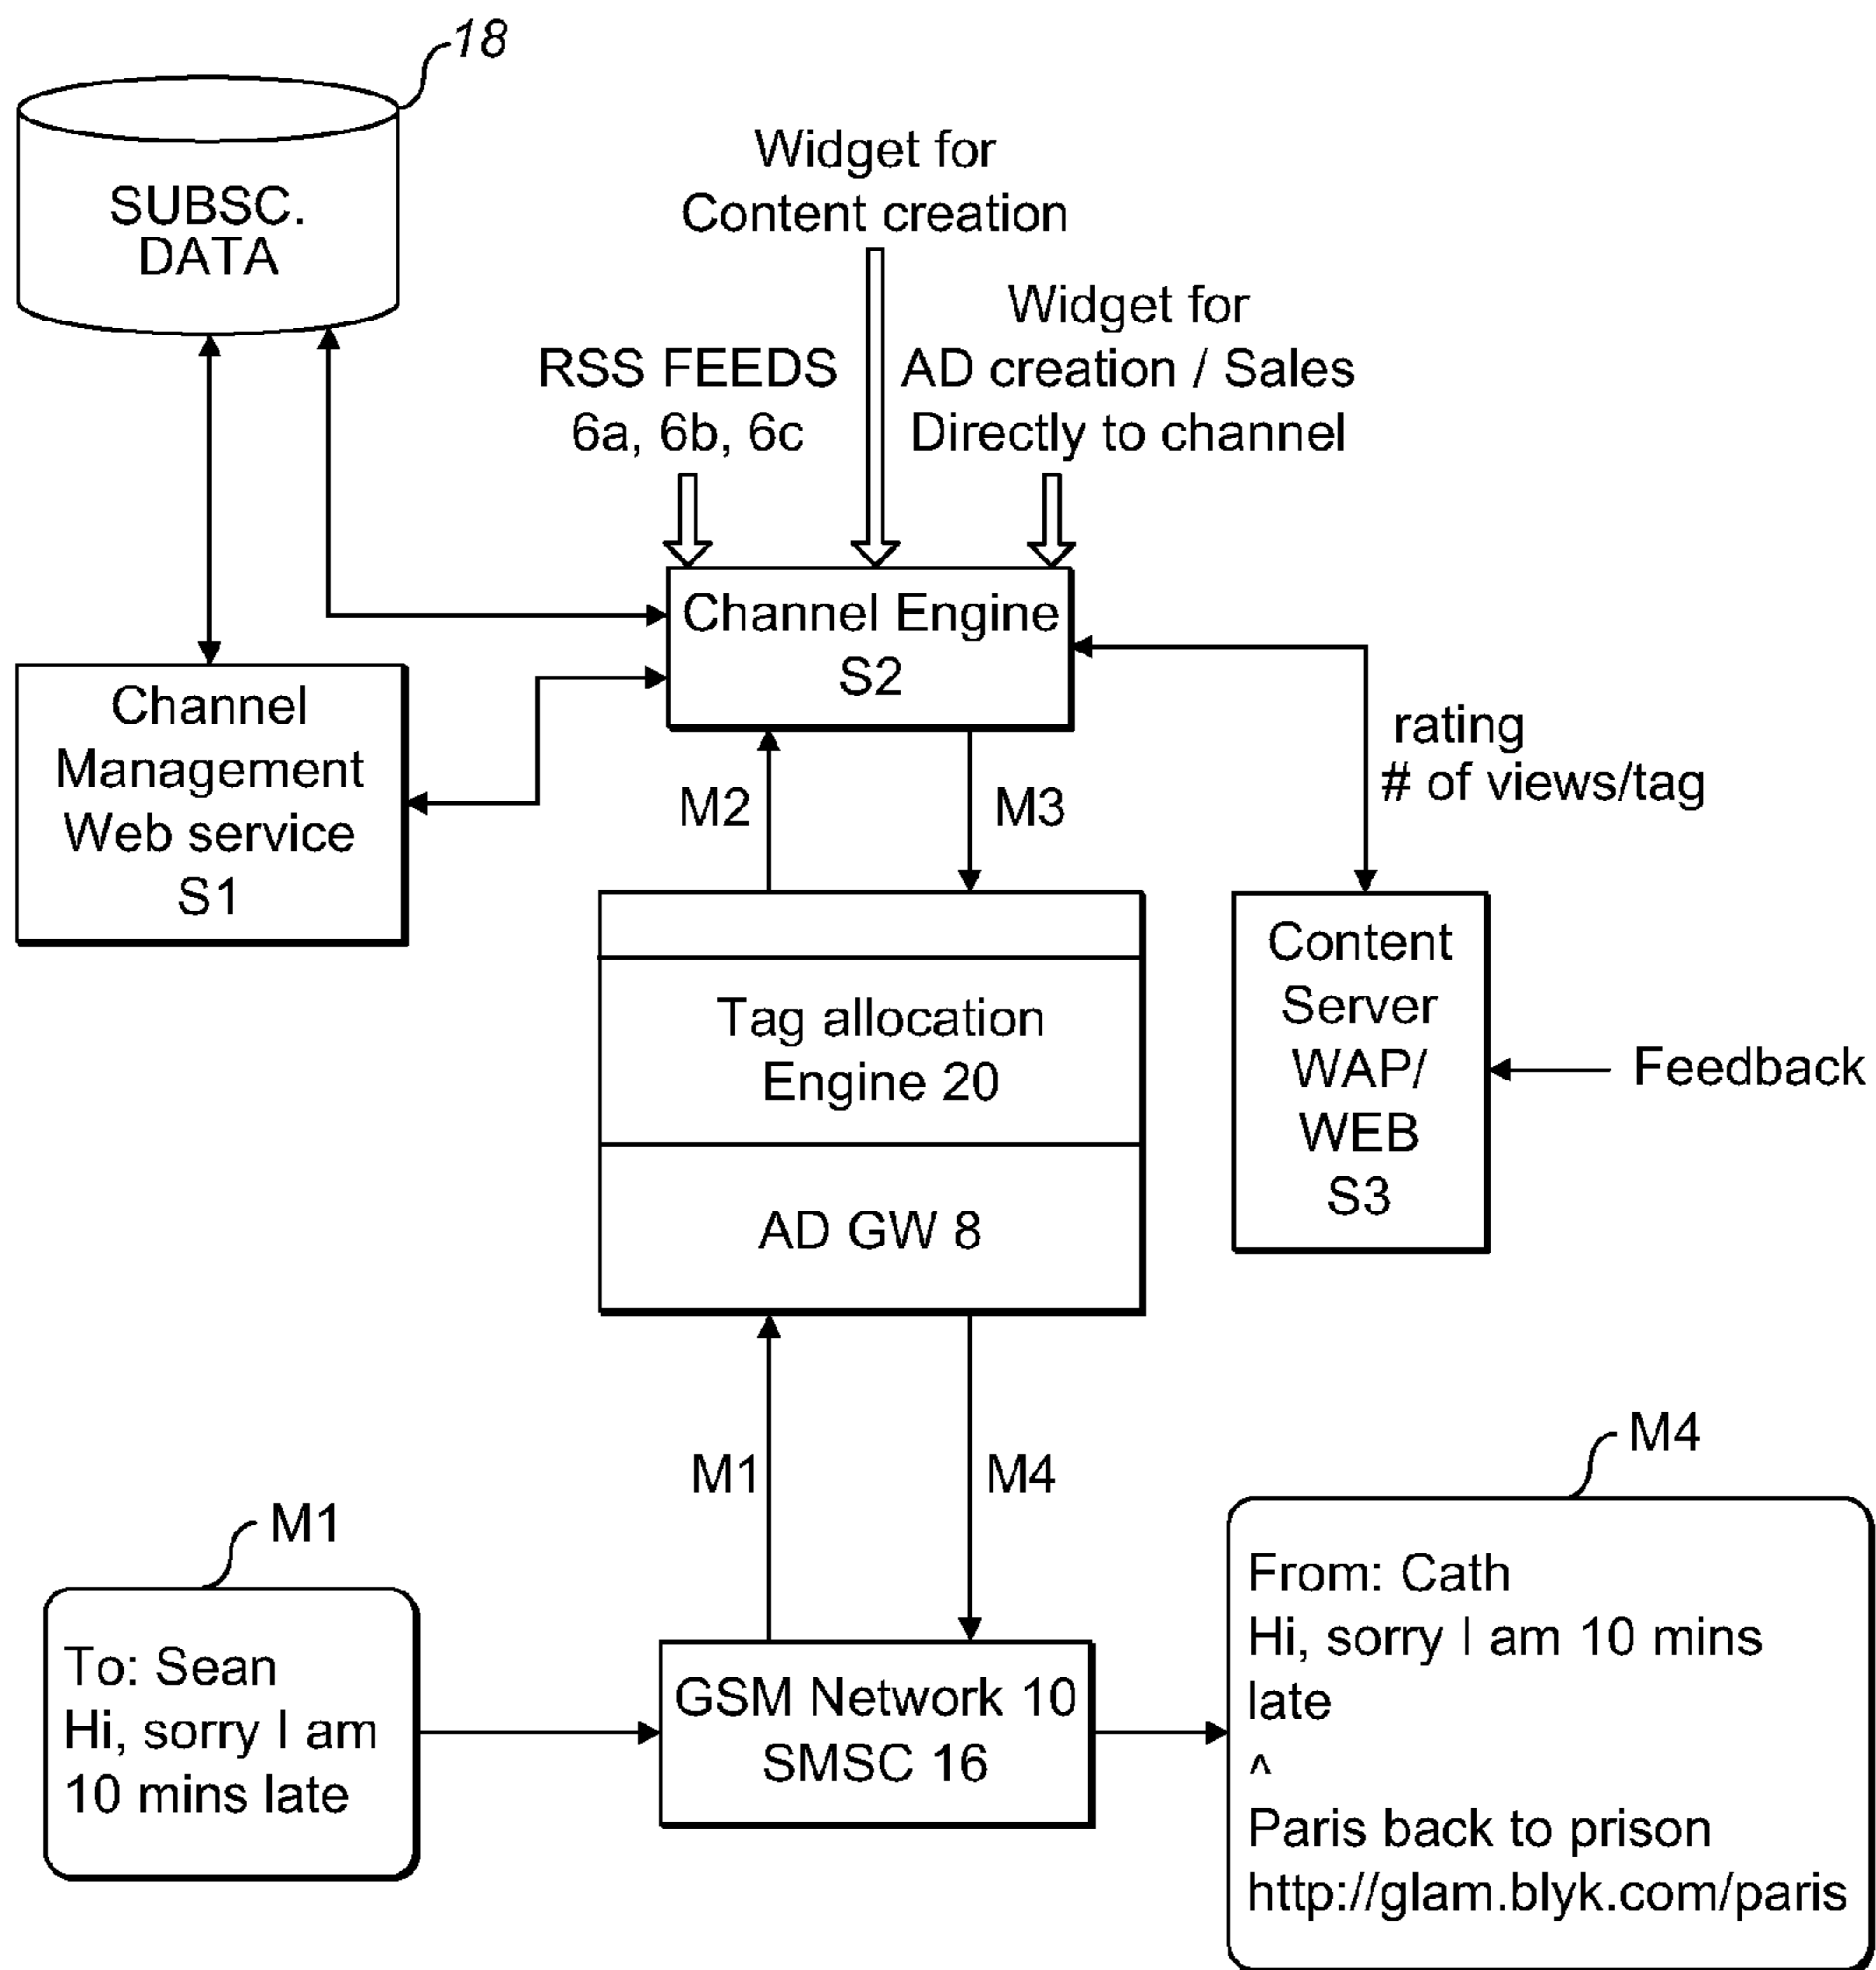 18
SUBSC.
DATA
Widget for
Content creation
Widget for
AD creation / Sales
Directly to channel
RSS FEEDS
6a, 6b, 6c
Channel Engine
S2
Channel
Management
Web service
S1
rating
# of views/tag
M2
M3
Tag allocation
Engine 20
AD GW 8
Content
Server
WAP/
WEB
S3
Feedback
M1
M4
M1
To: Sean
Hi, sorry I am
10 mins late
GSM Network 10
SMSC 16
M4
From: Cath
Hi, sorry I am 10 mins
late
^
Paris back to prison
http://glam.blyk.com/paris